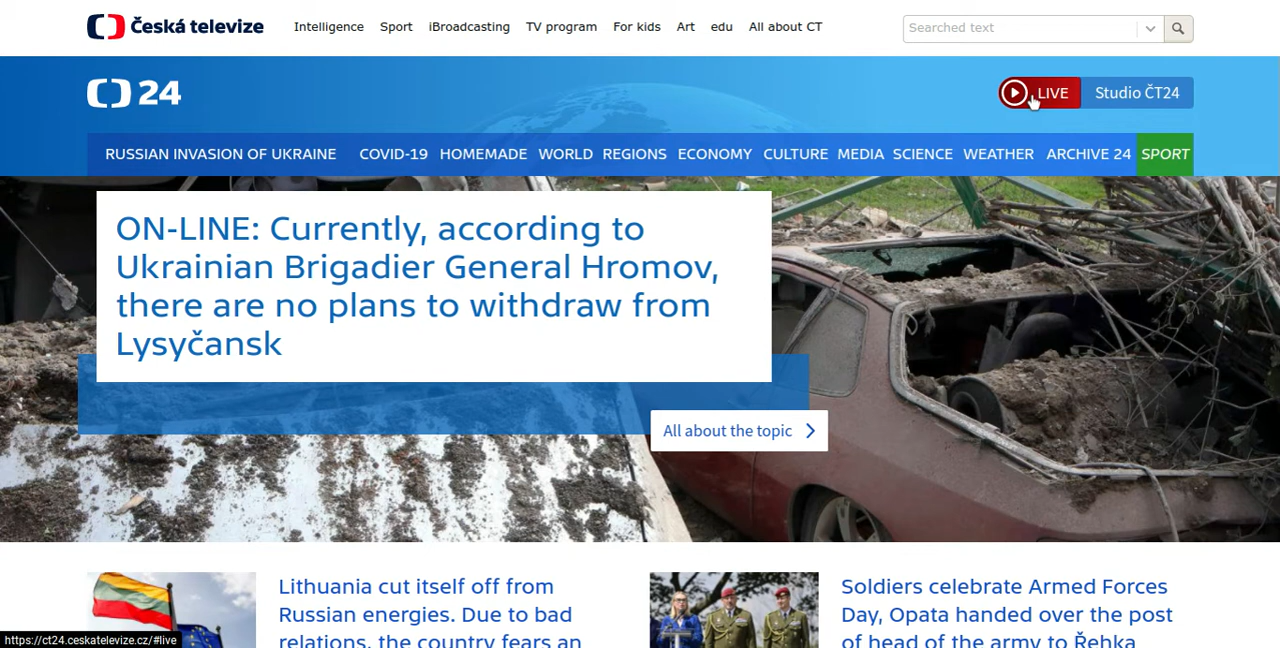 Česká televize Intelligence Sport iBroadcasting TV program For kids Art edu All about CT Searched text
24 LIVE Studio ČT24
RUSSIAN INVASION OF UKRAINE COVID-19 HOMEMADE WORLD REGIONS ECONOMY CULTURE MEDIA SCIENCE WEATHER ARCHIVE 24 SPORT
ON-LINE: Currently, according to
Ukrainian Brigadier General Hromov,
there are no plans to withdraw from
Lysyčansk
All about the topic
Lithuania cut itself off from
Russian energies. Due to bad
relations, the country fears an
Soldiers celebrate Armed Forces
Day, Opata handed over the post
of head of the army to Řehka
https://ct24.ceskatelevize.cz/#live